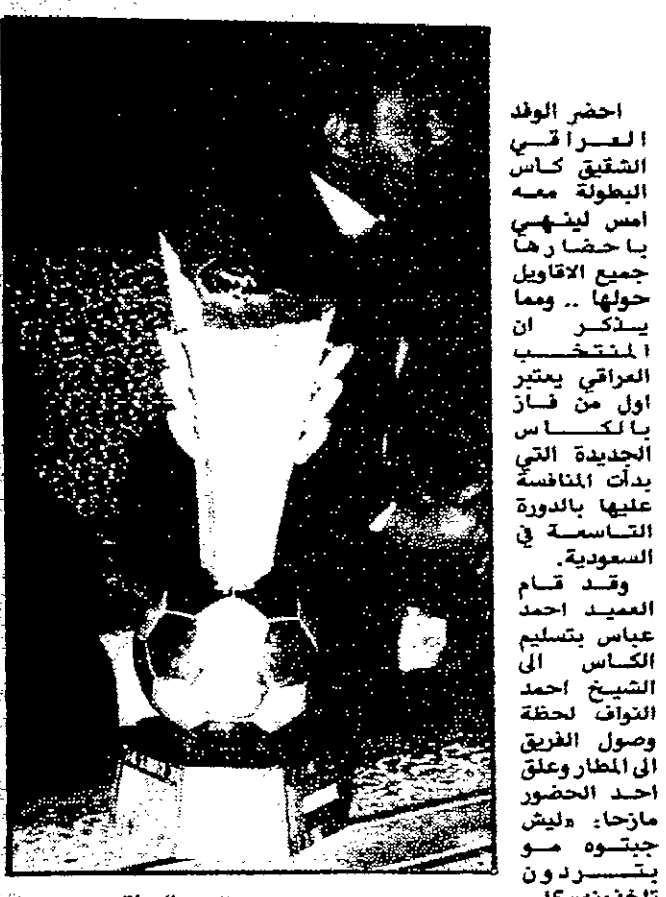 احضر الوفد
العراقي
الشقيق كاس
البطولة معه
امس لينهي
باحضارها
جميع الاقاويل
حولها .. ومما
يذكر ان
المنتخب
العراقي يعتبر
اول من فاز
بالكاس
الجديدة التي
بدأت المنافسة
عليها بالدورة
التاسعة في
السعودية.
وقد قام
العميد احمد
عباس بتسليم
الكاس الى
الشيخ احمد
النواف لحظة
وصول الفريق
الى المطار وعلق
احد الحضور
مازحا: «ليش
جبتوه مو
بتردون